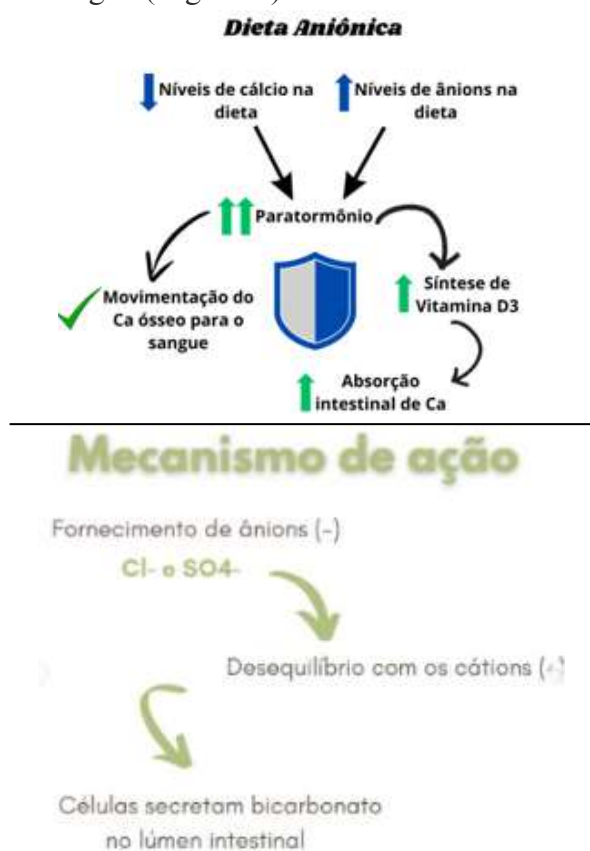 Dieta Aniônica
Níveis de cálcio na
dieta
Níveis de ânions na
dieta
Paratormônio
Movimentação do
Ca ósseo para o
sangue
Síntese de
Vitamina D3
Absorção
intestinal de Ca
Mecanismo de ação
Fornecimento de ânions (-)
Cl- e SO4-
Desequilíbrio com os cátions (+)
Células secretam bicarbonato
no lúmen intestinal